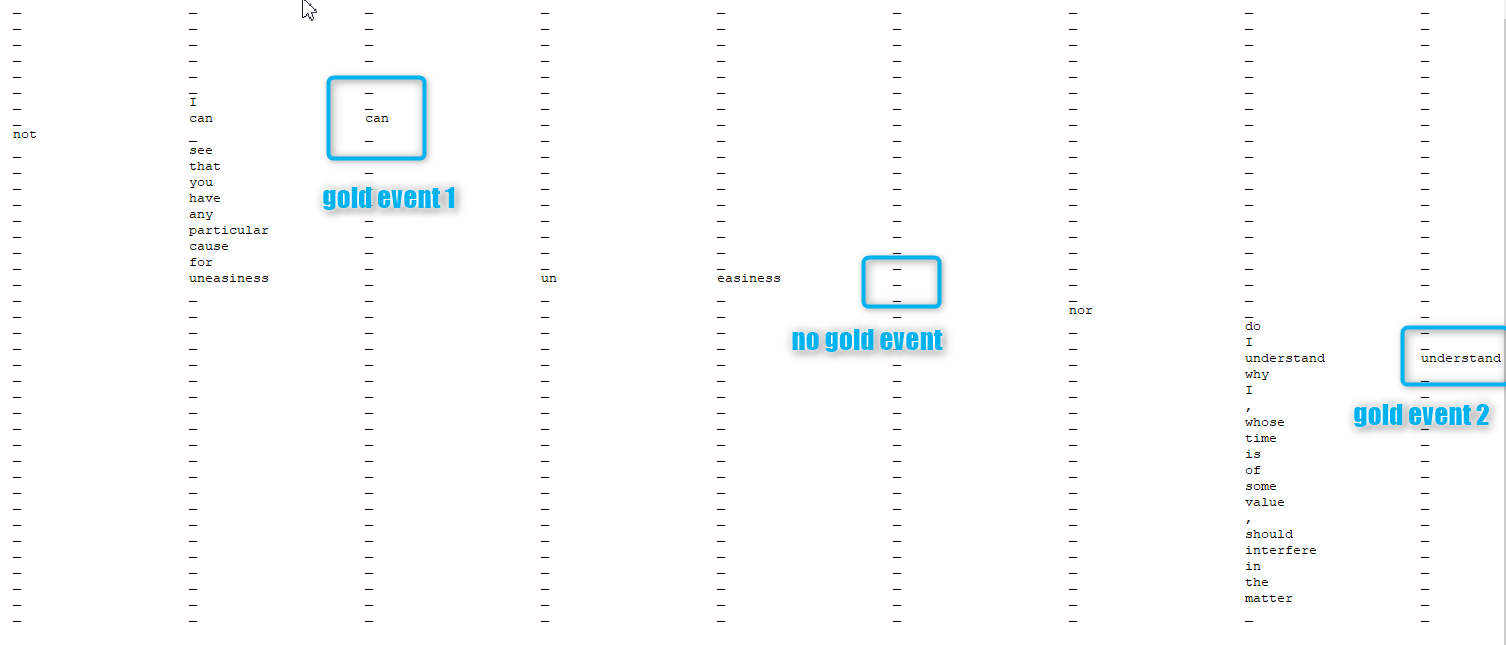 _ _ _ _ _ _ _ _ _
_ _ _ _ _ _ _ _ _
_ _ _ _ _ _ _ _ _
_ _ _ _ _ _ _ _ _
_ _ _ _ _ _ _ _ _
_ _ _ _ _ _ _ _ _
_ I _ _ _ _ _ _ _
_ can can _ _ _ _ _ _
not _ _ _ _ _ _ _ _
_ see _ _ _ _ _ _ _
_ that _ _ _ _ _ _ _
_ you _ _ _ _ _ _ _
_ have _ _ _ _ _ _ _
gold event 1
_ any _ _ _ _ _ _ _
_ particular _ _ _ _ _ _ _
_ cause _ _ _ _ _ _ _
_ for _ _ _ _ _ _ _
_ uneasiness _ un easiness _ _ _ _
_ _ _ _ _ _ _ _ _
_ _ _ _ _ _ nor _ _
_ _ _ _ _ _ _ do _
_ _ _ _ _ _ _ I _
no gold event
_ _ _ _ _ _ _ understand understand
_ _ _ _ _ _ _ why _
_ _ _ _ _ _ _ I _
_ _ _ _ _ _ _ , _
gold event 2
_ _ _ _ _ _ _ whose _
_ _ _ _ _ _ _ time _
_ _ _ _ _ _ _ is _
_ _ _ _ _ _ _ of _
_ _ _ _ _ _ _ some _
_ _ _ _ _ _ _ value _
_ _ _ _ _ _ _ , _
_ _ _ _ _ _ _ should _
_ _ _ _ _ _ _ interfere _
_ _ _ _ _ _ _ in _
_ _ _ _ _ _ _ the _
_ _ _ _ _ _ _ matter _
_ _ _ _ _ _ _ _ _